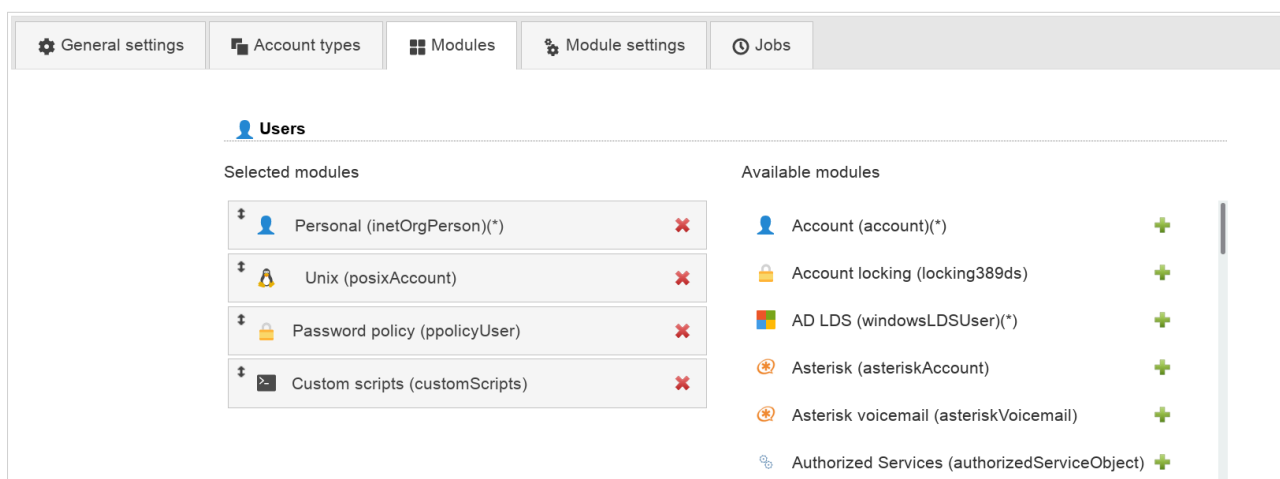 General settings
Account types
Modules
Module settings
Jobs
Users
Selected modules
Personal (inetOrgPerson)(*)
Unix (posixAccount)
Password policy (ppolicyUser)
Custom scripts (customScripts)
Available modules
Account (account)(*)
Account locking (locking389ds)
AD LDS (windowsLDSUser)(*)
Asterisk (asteriskAccount)
Asterisk voicemail (asteriskVoicemail)
Authorized Services (authorizedServiceObject)